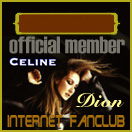 official member
CELINE
Dion
INTERNET FANCLUB